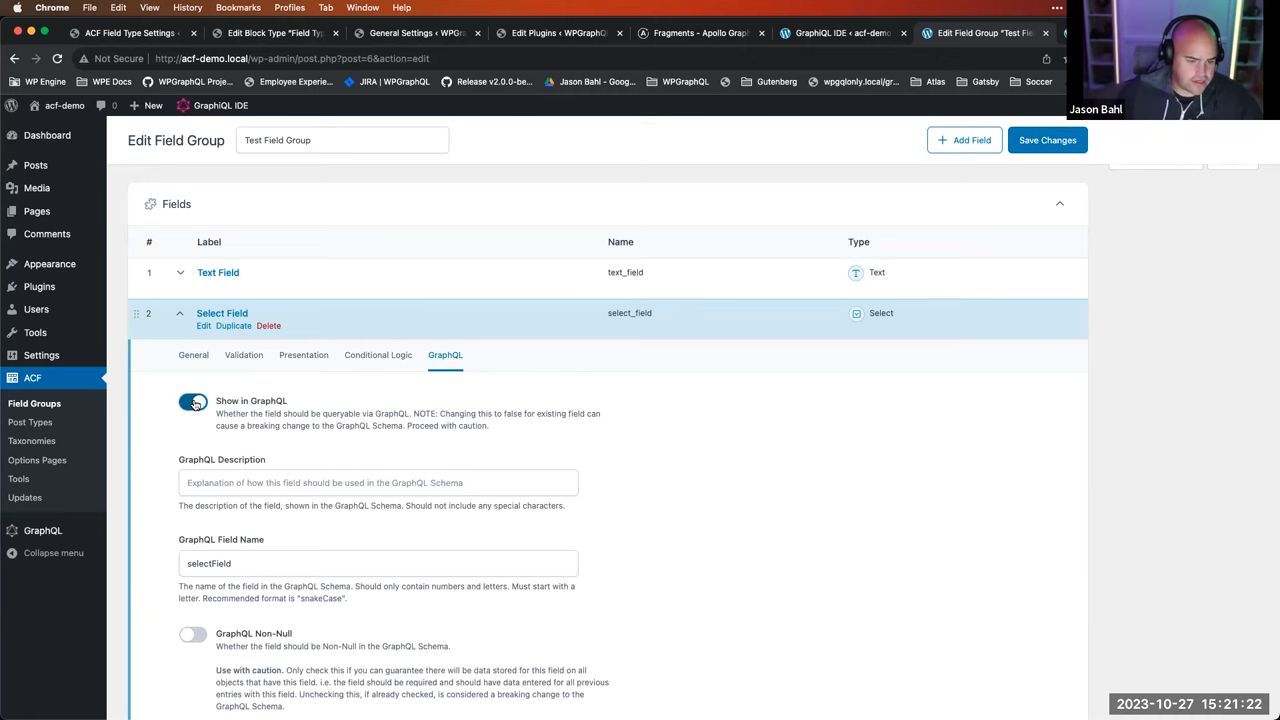 Chrome File Edit View History Bookmarks Profiles Tab Window Help
ACF Field Type Settings ‹ Edit Block Type "Field Typ General Settings ‹ WPGra Edit Plugins ‹ WPGraphQL Fragments - Apollo Graph GraphiQL IDE ‹ acf-demo Edit Field Group "Test Fie
Not Secure http://acf-demo.local/wp-admin/post.php?post=6&action=edit
WP Engine WPE Docs WPGraphQL Proje... Employee Experie... JIRA | WPGraphQL Release v2.0.0-be... Jason Bahl - Goog... WPGraphQL Gutenberg wpgqlonly.local/gr... Atlas Gatsby Soccer
Jason Bahl
acf-demo 0 New GraphiQL IDE
Edit Field Group Test Field Group + Add Field Save Changes
Dashboard
Posts
Media
Pages
Comments
Appearance
Plugins
Users
Tools
Settings
ACF
Field Groups
Post Types
Taxonomies
Options Pages
Tools
Updates
GraphQL
Collapse menu
Fields
# Label Name Type
1 Text Field text_field Text
2 Select Field select_field Select
Edit Duplicate Delete
General Validation Presentation Conditional Logic GraphQL
Show in GraphQL
Whether the field should be queryable via GraphQL. NOTE: Changing this to false for existing field can
cause a breaking change to the GraphQL Schema. Proceed with caution.
GraphQL Description
Explanation of how this field should be used in the GraphQL Schema
The description of the field, shown in the GraphQL Schema. Should not include any special characters.
GraphQL Field Name
selectField
The name of the field in the GraphQL Schema. Should only contain numbers and letters. Must start with a
letter. Recommended format is "snakeCase".
GraphQL Non-Null
Whether the field should be Non-Null in the GraphQL Schema.
Use with caution. Only check this if you can guarantee there will be data stored for this field on all
objects that have this field. i.e. the field should be required and should have data entered for all previous
entries with this field. Unchecking this, if already checked, is considered a breaking change to the
GraphQL Schema.
2023-10-27 15:21:22